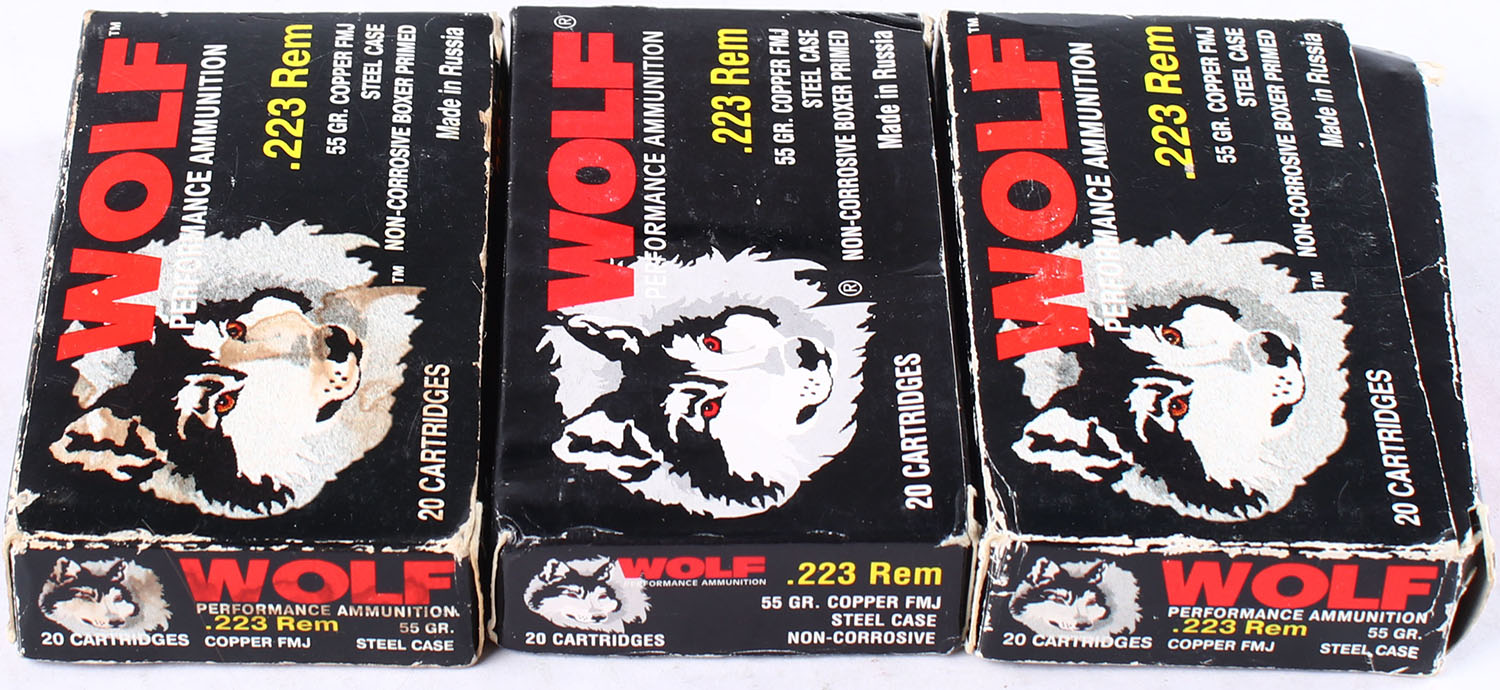 WOLF™
PERFORMANCE AMMUNITION
.223 Rem
55 GR. COPPER FMJ
STEEL CASE
™ NON-CORROSIVE BOXER PRIMED
Made in Russia
20 CARTRIDGES
WOLF
PERFORMANCE AMMUNITION
.223 Rem 55 GR.
20 CARTRIDGES COPPER FMJ STEEL CASE
WOLF®
PERFORMANCE AMMUNITION
.223 Rem
55 GR. COPPER FMJ
STEEL CASE
® NON-CORROSIVE BOXER PRIMED
Made in Russia
20 CARTRIDGES
WOLF
PERFORMANCE AMMUNITION
.223 Rem
55 GR. COPPER FMJ
STEEL CASE
20 CARTRIDGES NON-CORROSIVE
WOLF™
PERFORMANCE AMMUNITION
.223 Rem
55 GR. COPPER FMJ
STEEL CASE
™ NON-CORROSIVE BOXER PRIMED
Made in Russia
20 CARTRIDGES
WOLF
PERFORMANCE AMMUNITION
.223 Rem 55 GR.
20 CARTRIDGES COPPER FMJ STEEL CASE